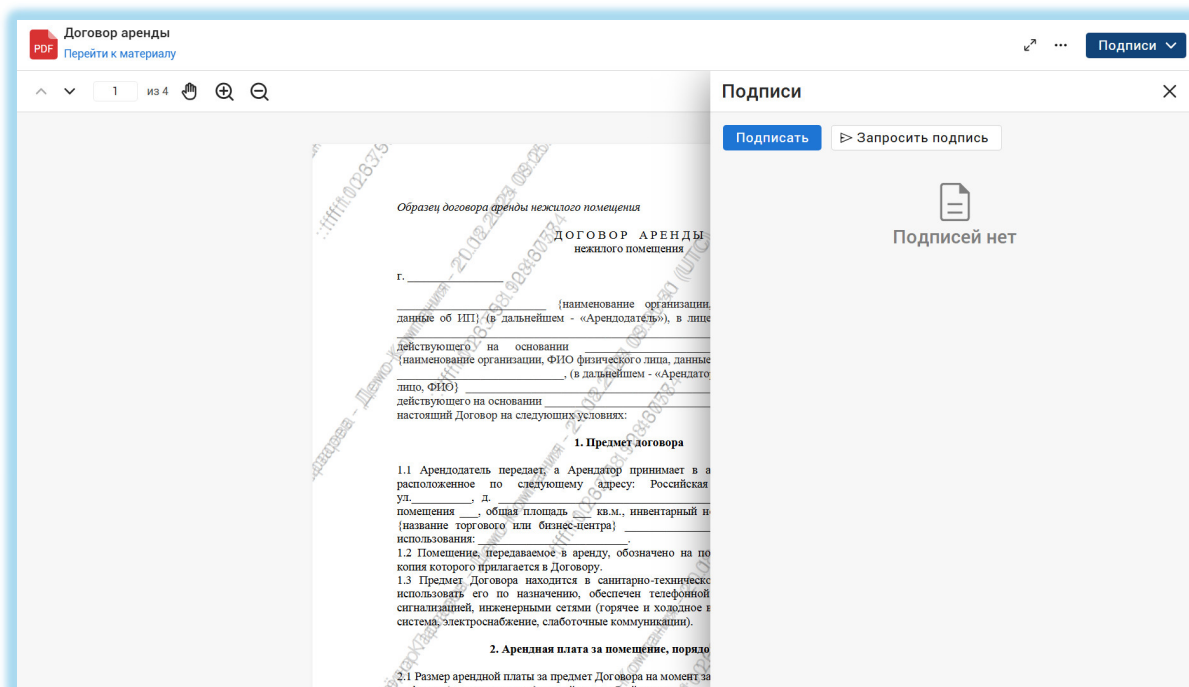 PDF
Договор аренды
Перейти к материалу
Подписи
1 из 4
Подписи
Подписать
Запросить подпись
Подписей нет
Образец договора аренды нежилого помещения
ДОГОВОР АРЕНДЫ
нежилого помещения
г.
{наименование организации,
данные об ИП} (в дальнейшем - «Арендодатель»), в лице
действующего на основании
{наименование организации, ФИО физического лица, данные
, (в дальнейшем - «Арендато
лицо, ФИО}
действующего на основании
настоящий Договор на следующих условиях:
1. Предмет договора
1.1 Арендодатель передает, а Арендатор принимает в а
расположенное по следующему адресу: Российская
ул.__________, д.
помещения ___, общая площадь ___ кв.м., инвентарный н
{название торгового или бизнес-центра}
использования:________________________.
1.2 Помещение, передаваемое в аренду, обозначено на по
копия которого прилагается в Договору.
1.3 Предмет Договора находится в санитарно-техническо
использовать его по назначению, обеспечен телефонной
сигнализацией, инженерными сетями (горячее и холодное в
система, электроснабжение, слаботочные коммуникации).
2. Арендная плата за помещение, порядо
2.1 Размер арендной платы за предмет Договора на момент за